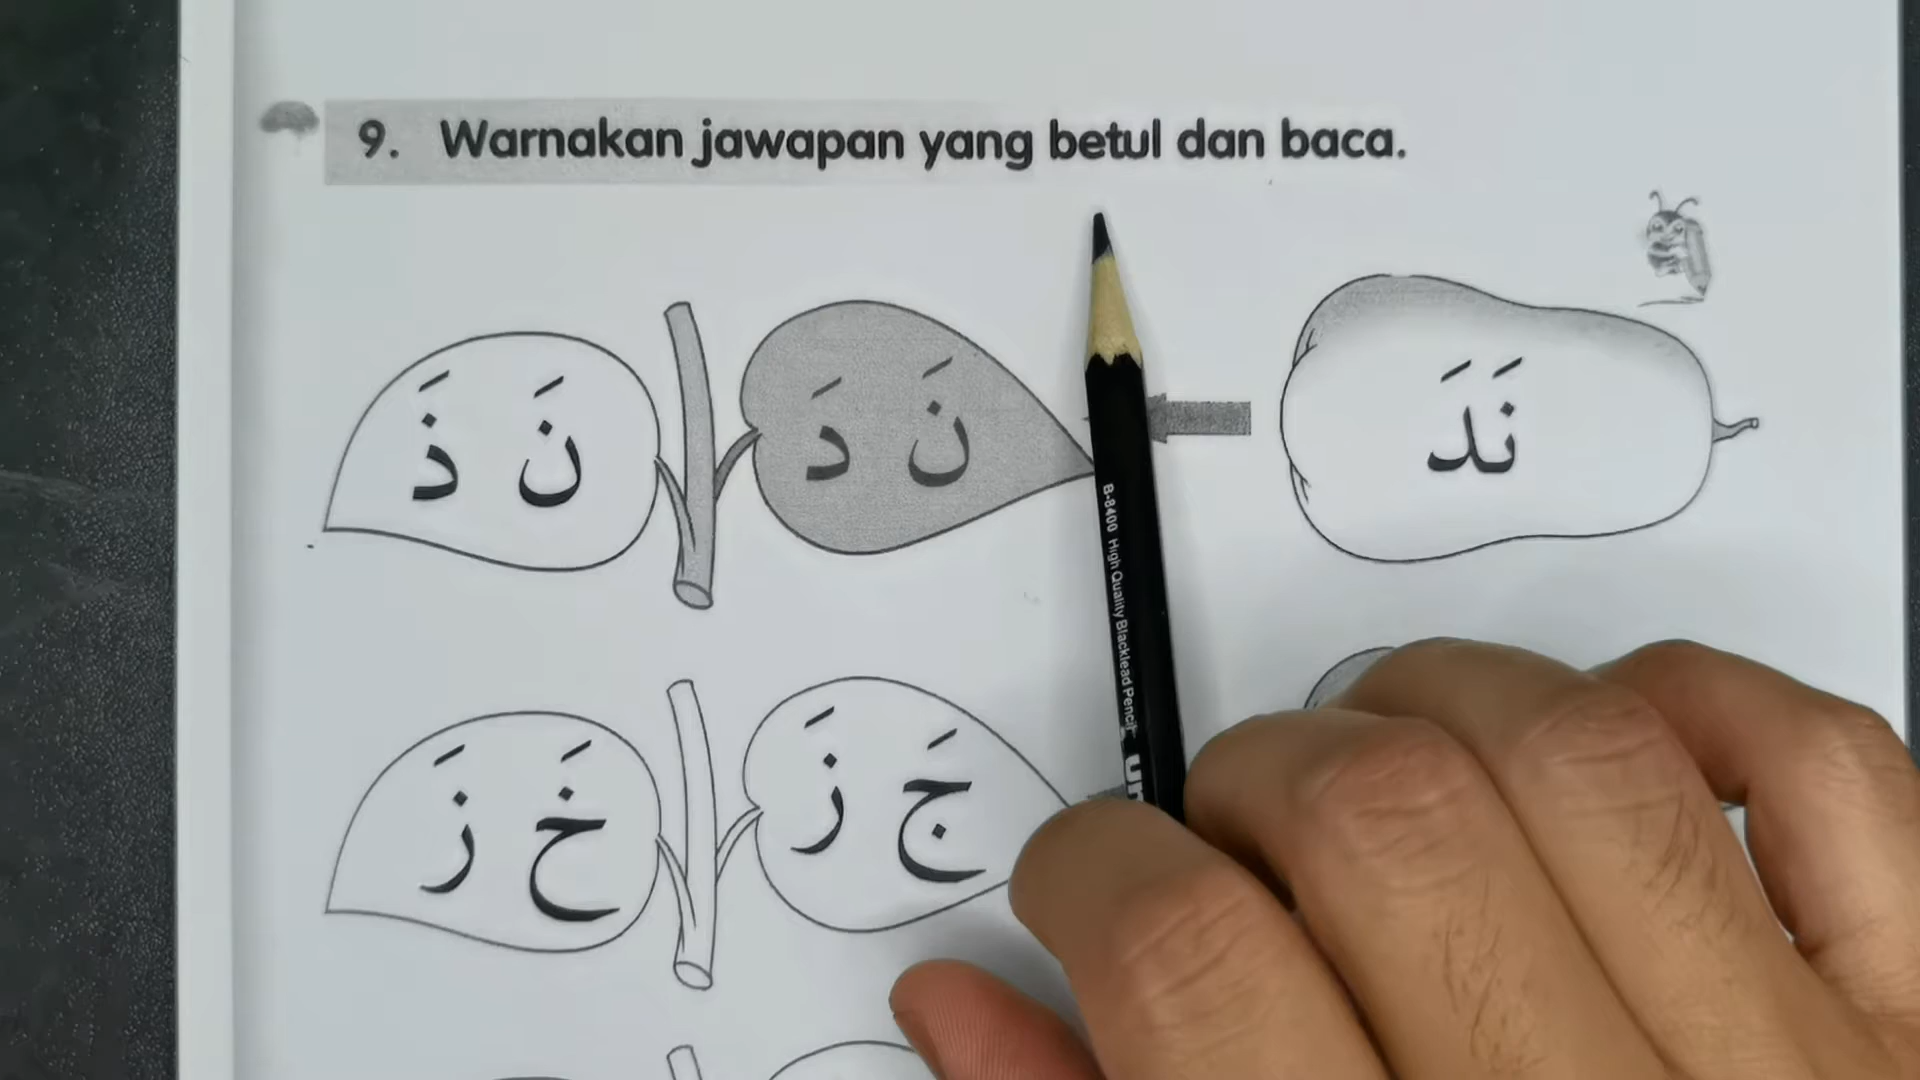 9. Warnakan jawapan yang betul dan baca.
نَدَ
نَ دَ
نَ ذَ
جَ زَ
خَ زَ
B-8400 High Quality Blacklead Pencil